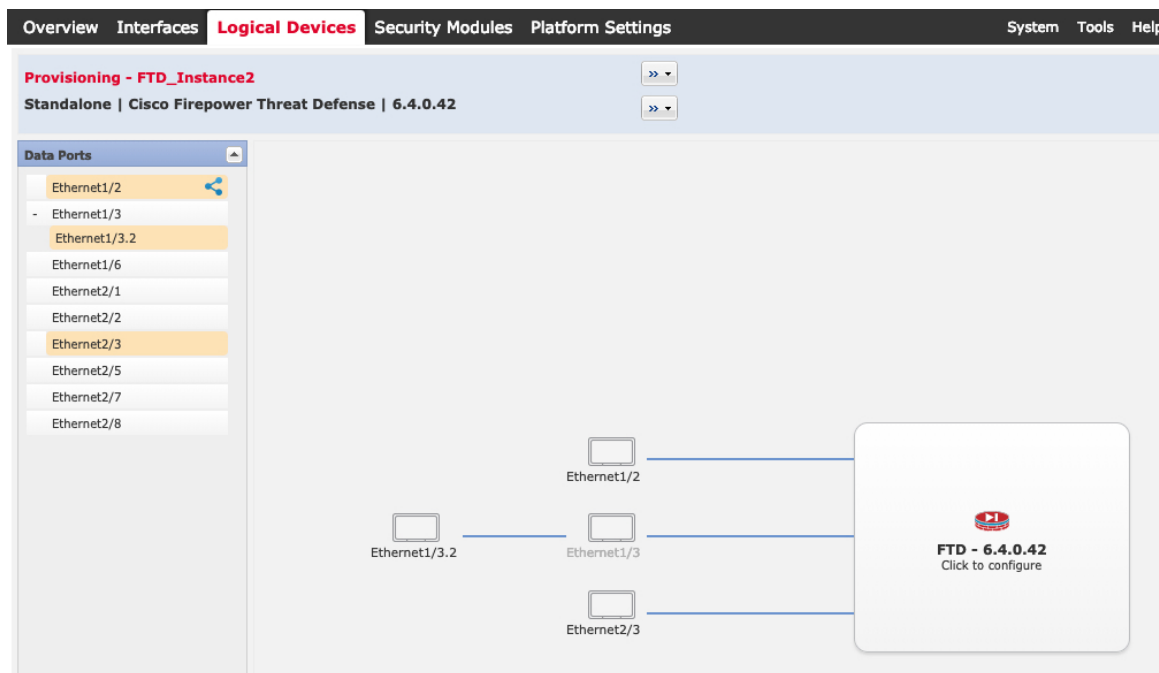 Overview Interfaces Logical Devices Security Modules Platform Settings System Tools Help
Provisioning - FTD_Instance2
Standalone | Cisco Firepower Threat Defense | 6.4.0.42
Data Ports
Ethernet1/2
- Ethernet1/3
Ethernet1/3.2
Ethernet1/6
Ethernet2/1
Ethernet2/2
Ethernet2/3
Ethernet2/5
Ethernet2/7
Ethernet2/8
Ethernet1/2
Ethernet1/3.2
Ethernet1/3
Ethernet2/3
FTD - 6.4.0.42
Click to configure